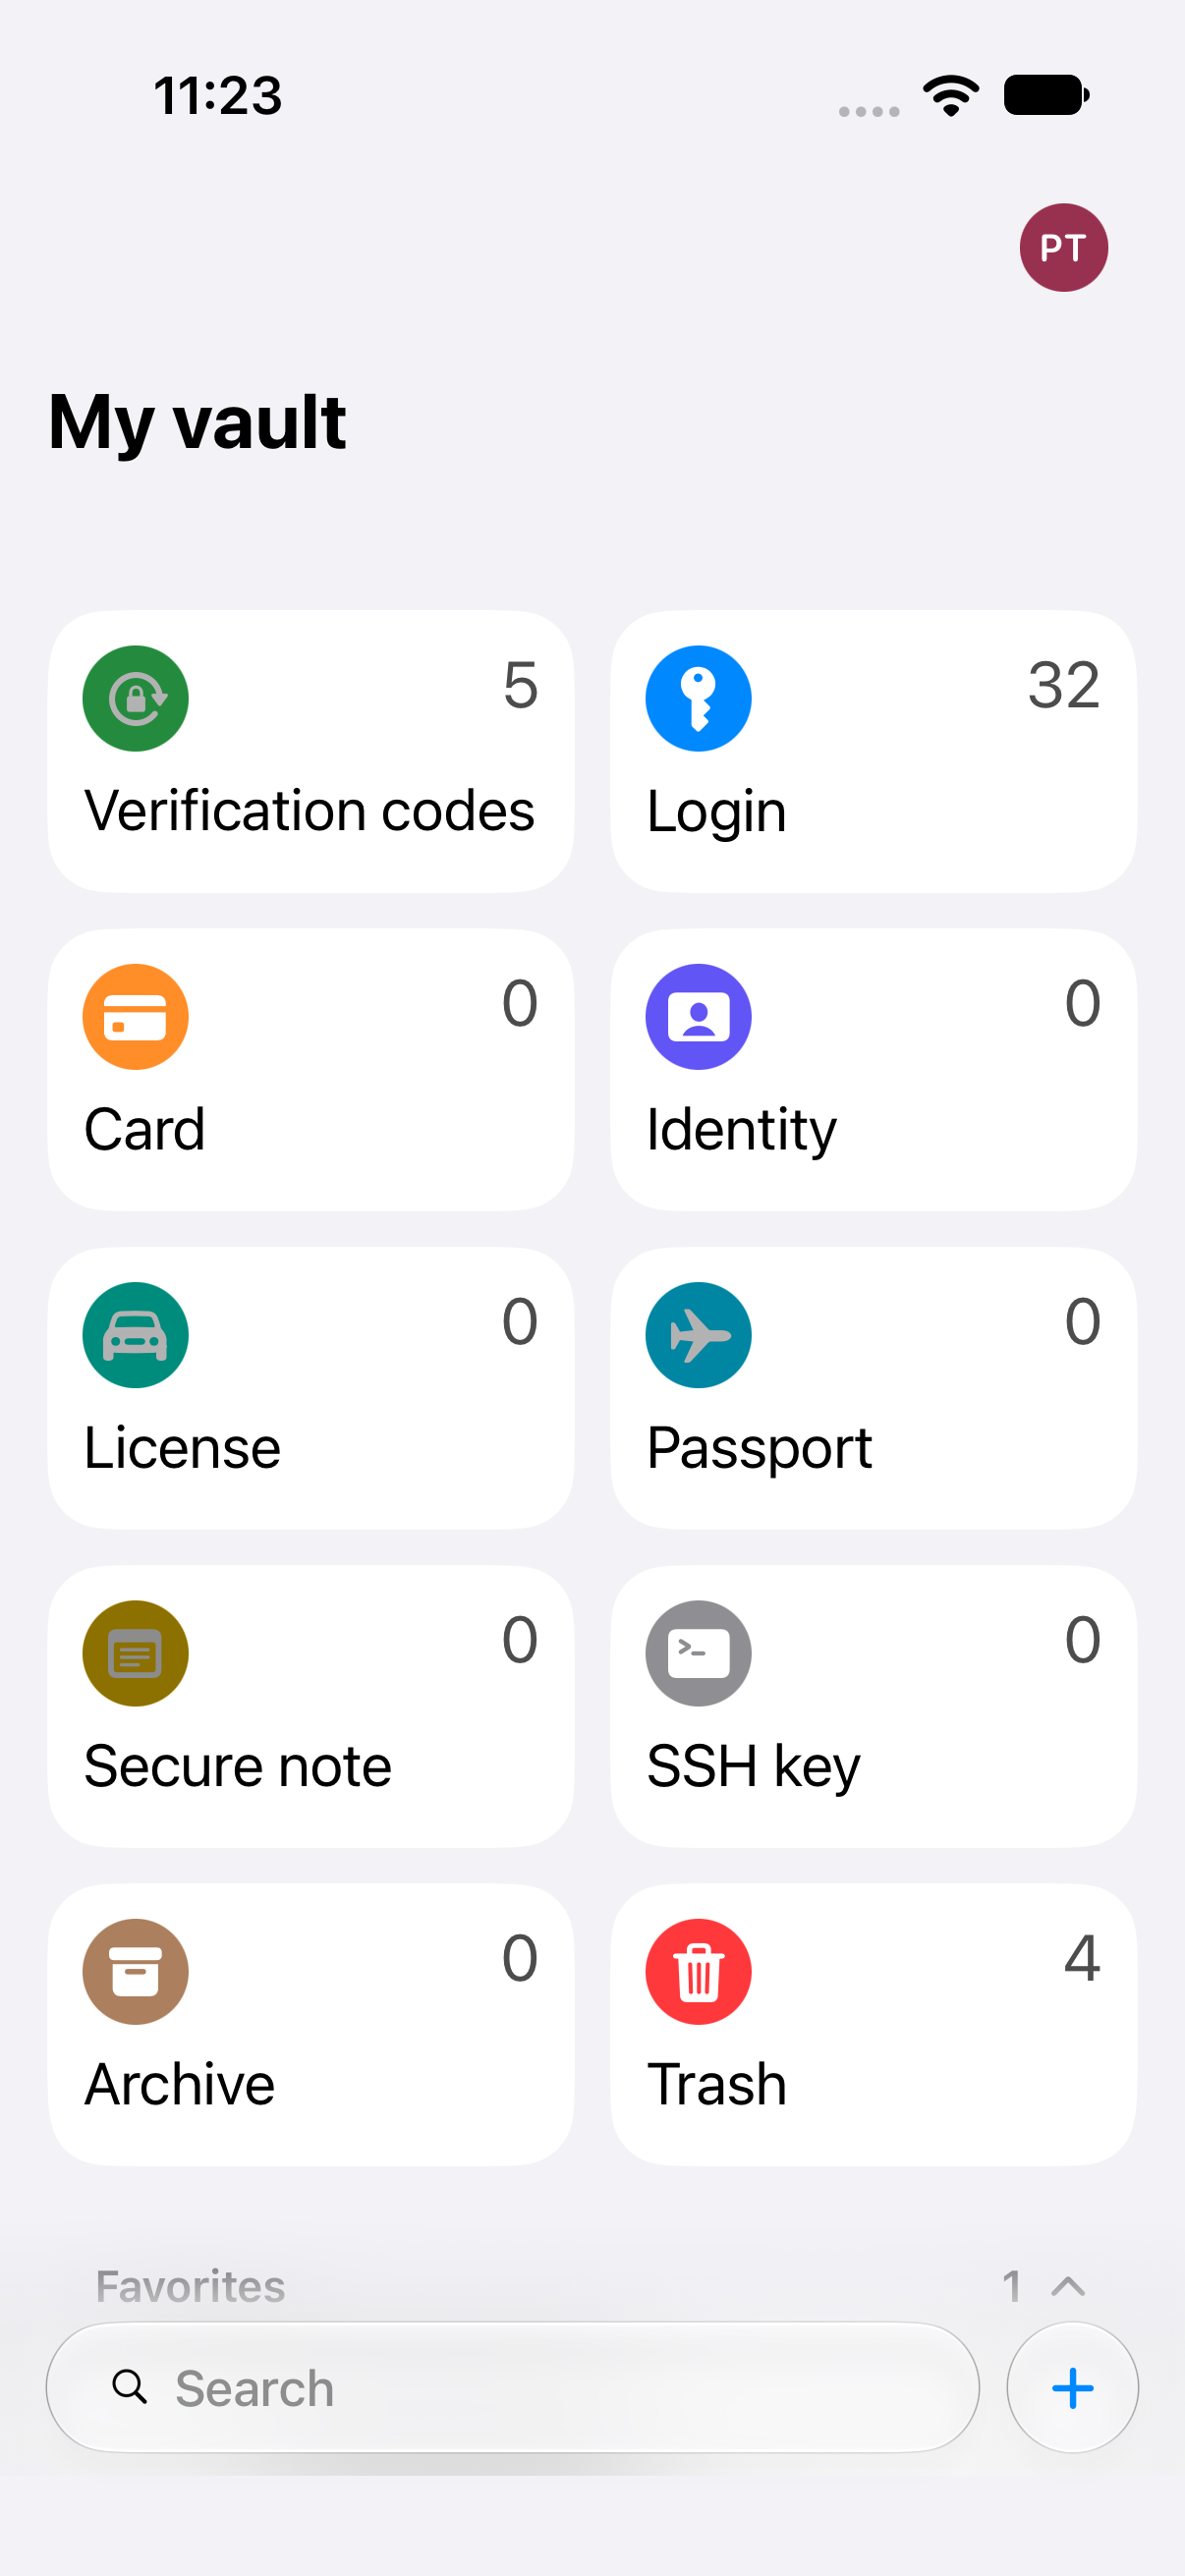 11:23
PT
My vault
5
Verification codes
32
Login
0
Card
0
Identity
0
License
0
Passport
0
Secure note
0
SSH key
0
Archive
4
Trash
Favorites 1
Search